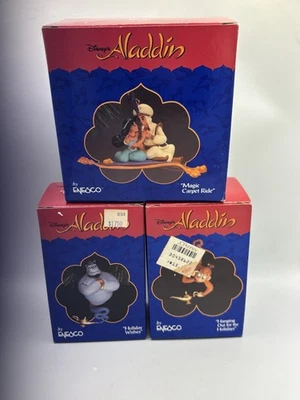 Disney's Aladdin
by
ENESCO
"Magic
Carpet Ride"
Aladdin
by
ENESCO
"Holiday
Wishes"
Disney's Aladdin
by
ENESCO
"Hanging
Out for the
Holidays"